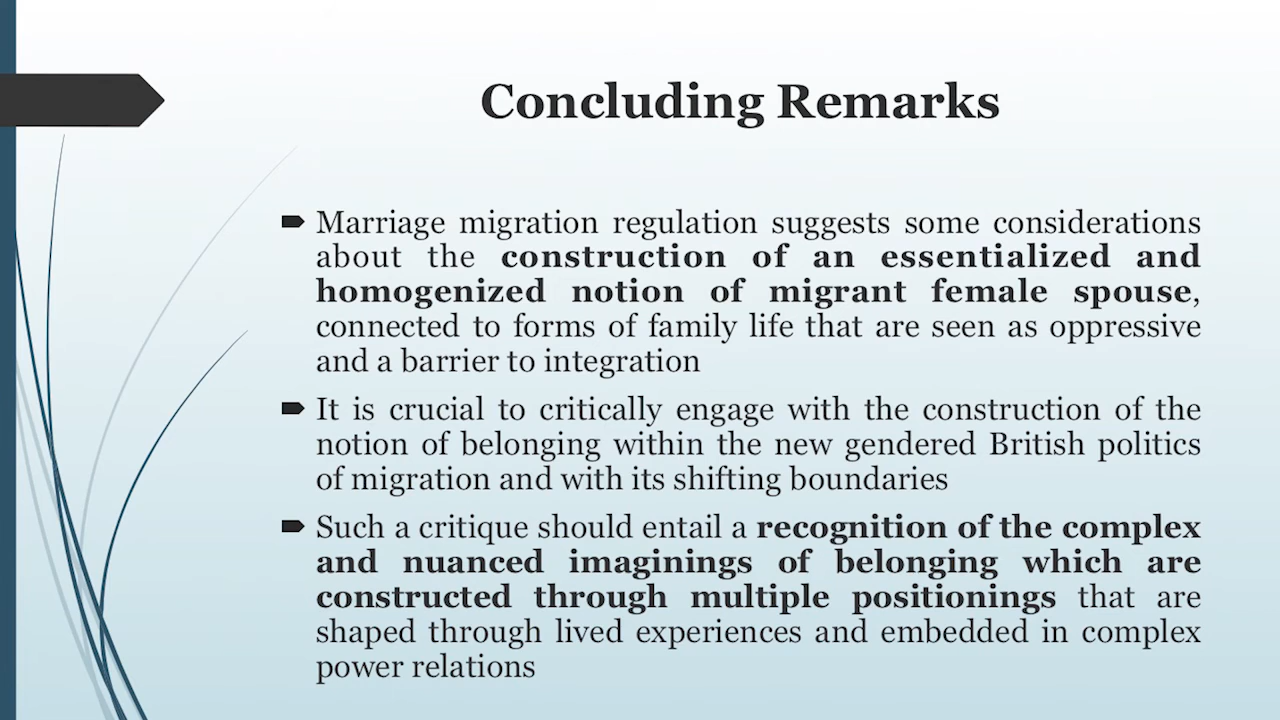 Concluding Remarks
Marriage migration regulation suggests some considerations
about the construction of an essentialized and
homogenized notion of migrant female spouse,
connected to forms of family life that are seen as oppressive
and a barrier to integration
It is crucial to critically engage with the construction of the
notion of belonging within the new gendered British politics
of migration and with its shifting boundaries
Such a critique should entail a recognition of the complex
and nuanced imaginings of belonging which are
constructed through multiple positionings that are
shaped through lived experiences and embedded in complex
power relations